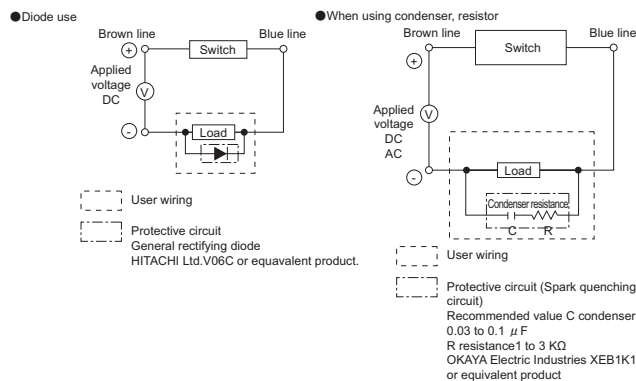 ●Diode use
Brown line
Blue line
+
Switch
Applied
voltage
DC
V
-
Load
User wiring
Protective circuit
General rectifying diode
HITACHI Ltd.V06C or equavalent product.
●When using condenser, resistor
Brown line
Blue line
+
Switch
Applied
voltage
DC
AC
V
-
Load
Condenser resistance
C R
User wiring
Protective circuit (Spark quenching
circuit)
Recommended value C condenser
0.03 to 0.1 μ F
R resistance1 to 3 KΩ
OKAYA Electric Industries XEB1K1
or equivalent product